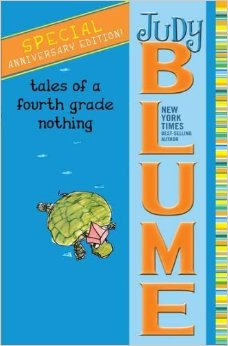 SPECIAL
ANNIVERSARY EDITION!
tales of a
fourth grade
nothing
JUDY
BLUME
NEW YORK
TIMES
BEST-SELLING
AUTHOR